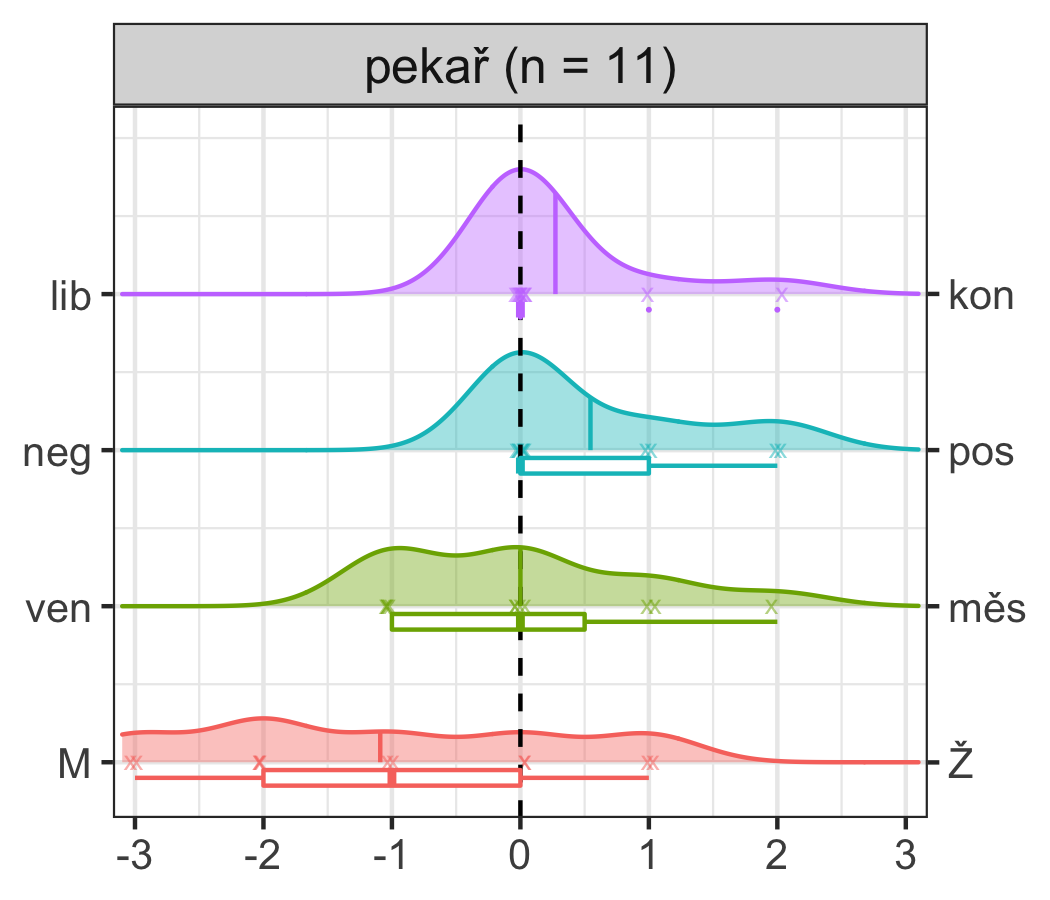 pekař (n = 11)
lib kon
neg pos
ven měs
M Ž
-3 -2 -1 0 1 2 3